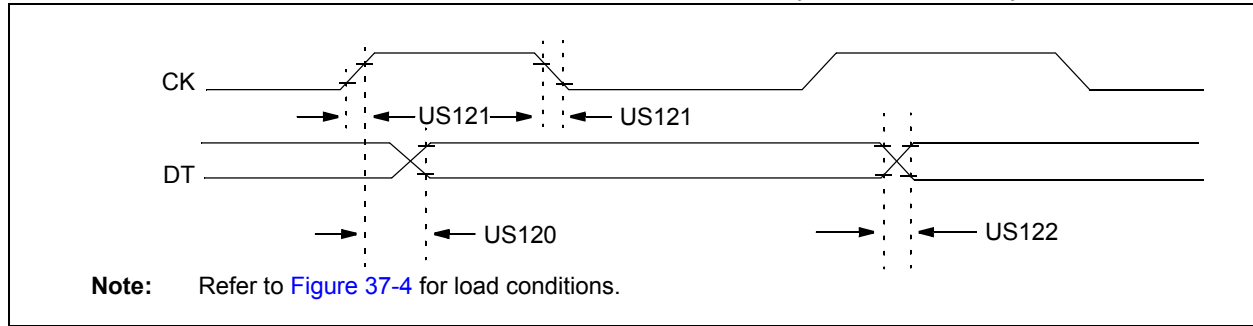 CK
US121 US121
DT
US120 US122
Note: Refer to Figure 37-4 for load conditions.